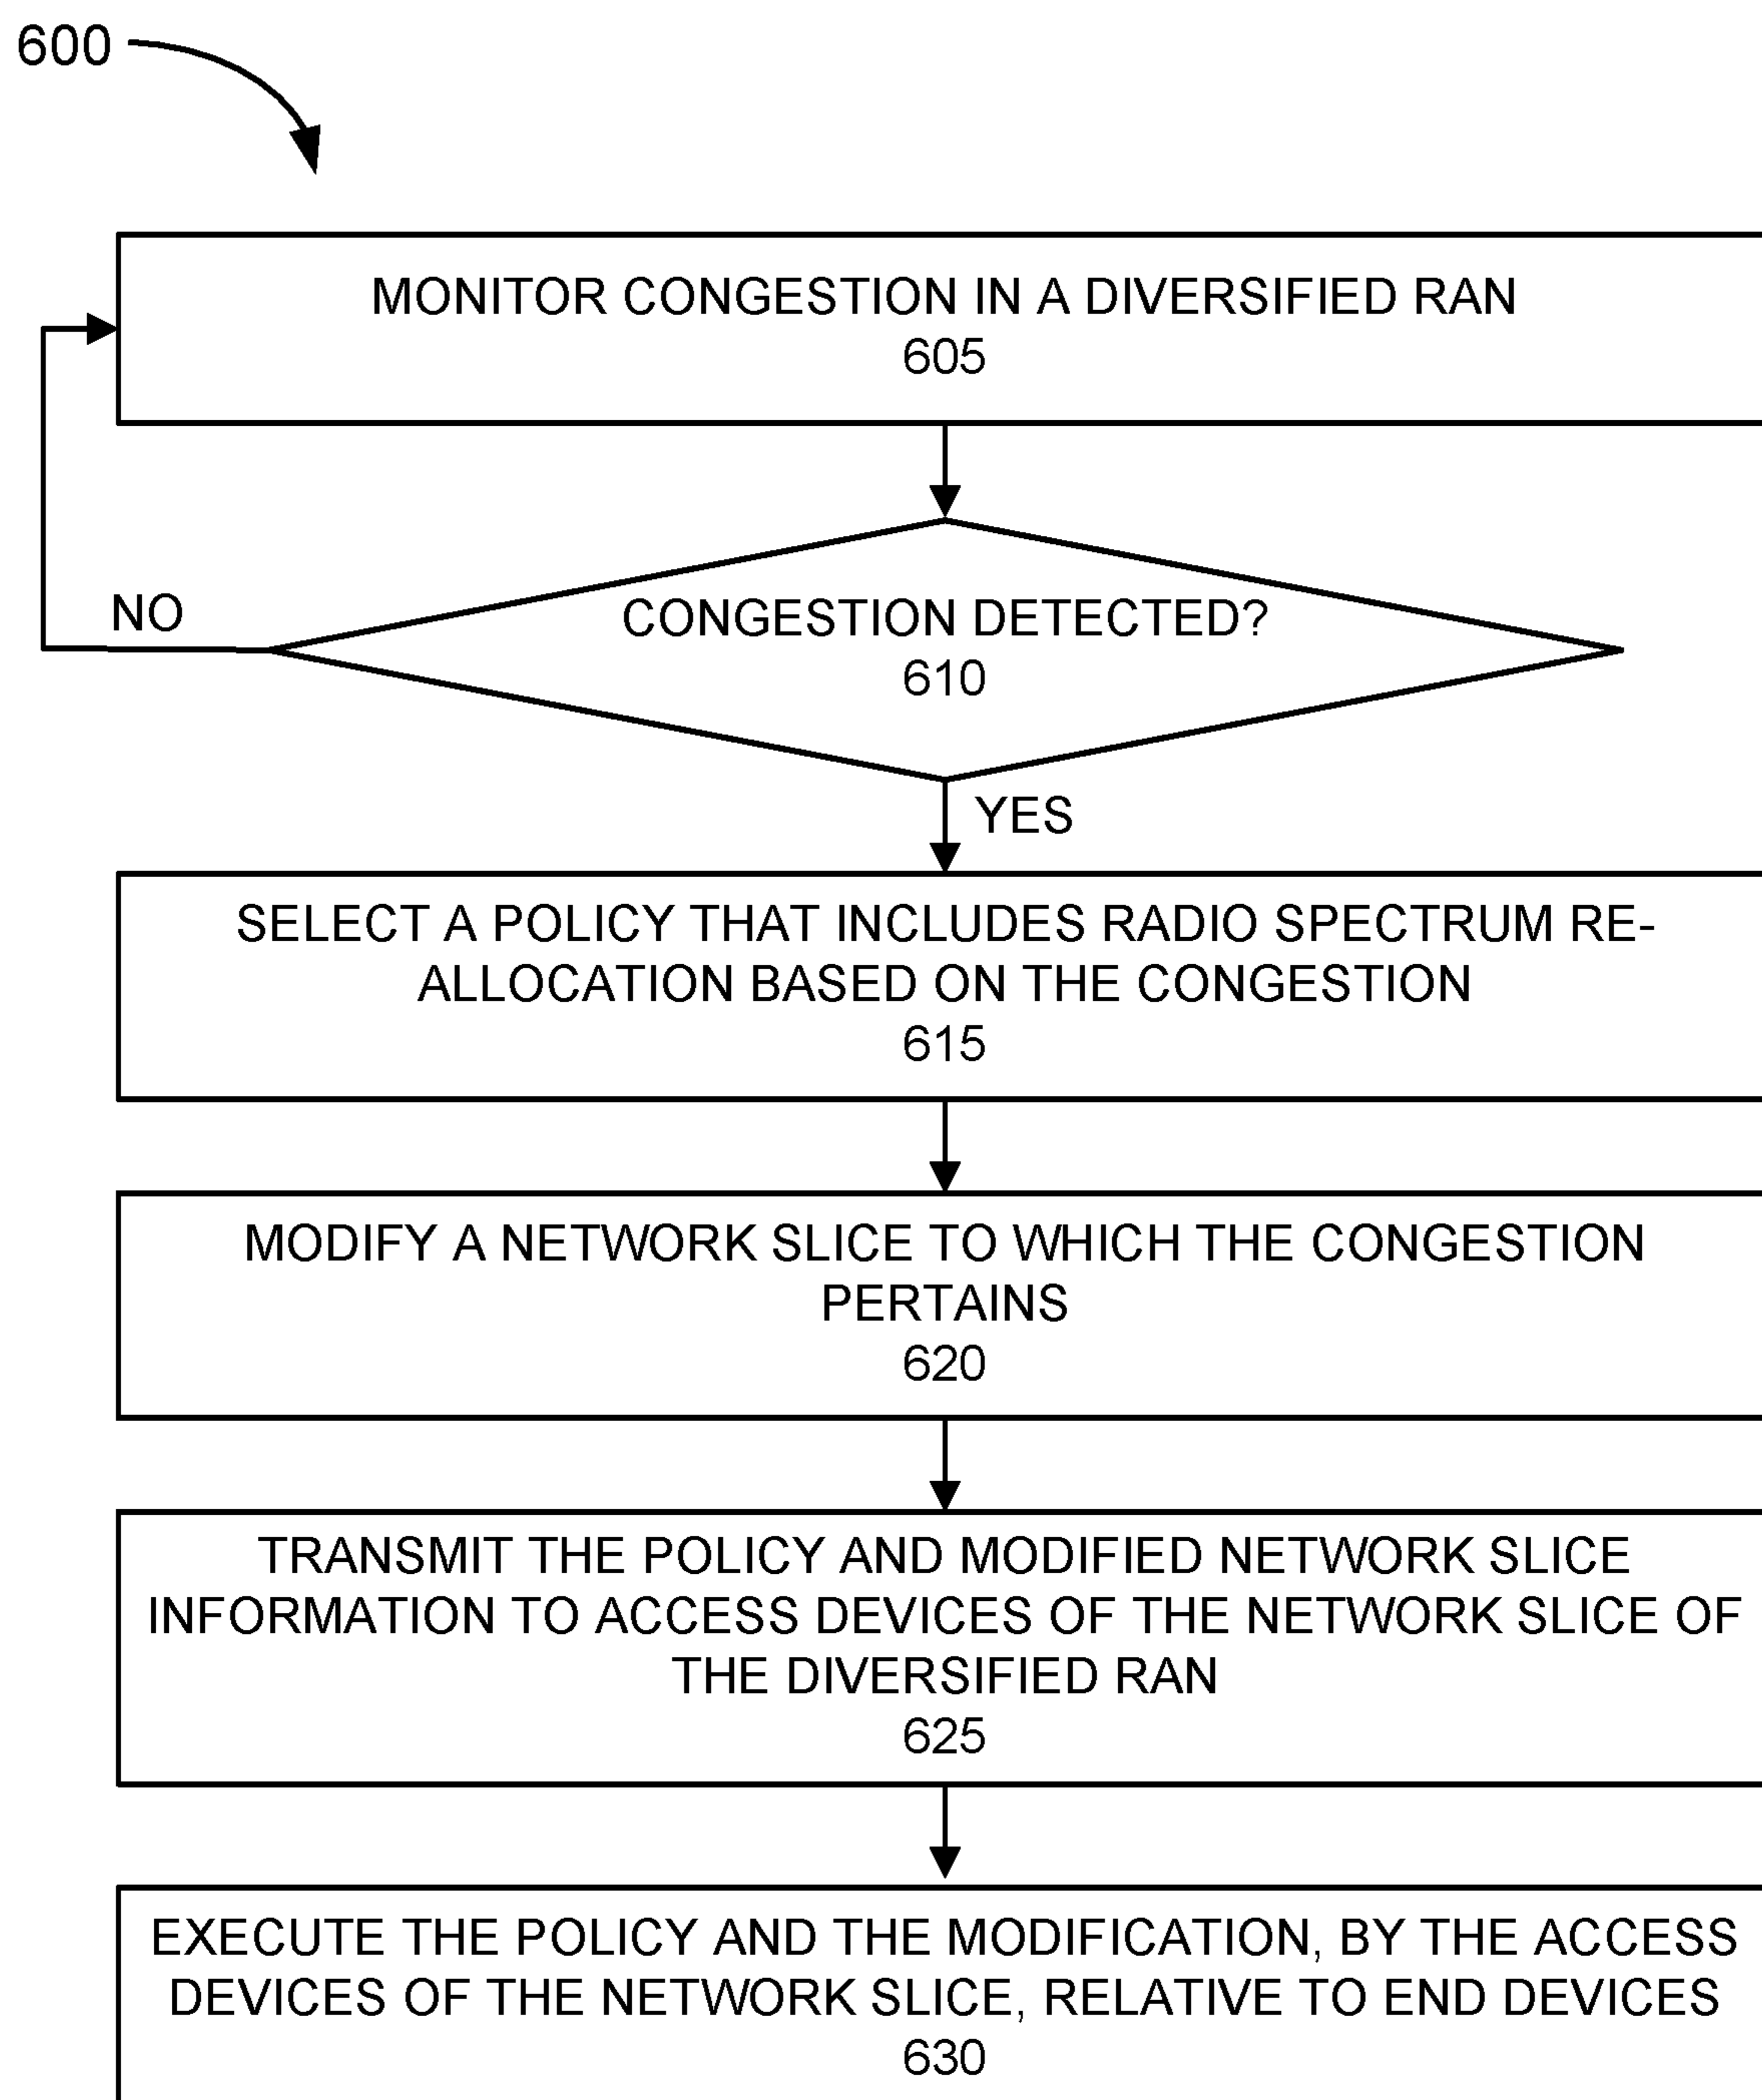 600
MONITOR CONGESTION IN A DIVERSIFIED RAN
605
CONGESTION DETECTED?
610
NO
YES
SELECT A POLICY THAT INCLUDES RADIO SPECTRUM RE-
ALLOCATION BASED ON THE CONGESTION
615
MODIFY A NETWORK SLICE TO WHICH THE CONGESTION
PERTAINS
620
TRANSMIT THE POLICY AND MODIFIED NETWORK SLICE
INFORMATION TO ACCESS DEVICES OF THE NETWORK SLICE OF
THE DIVERSIFIED RAN
625
EXECUTE THE POLICY AND THE MODIFICATION, BY THE ACCESS
DEVICES OF THE NETWORK SLICE, RELATIVE TO END DEVICES
630